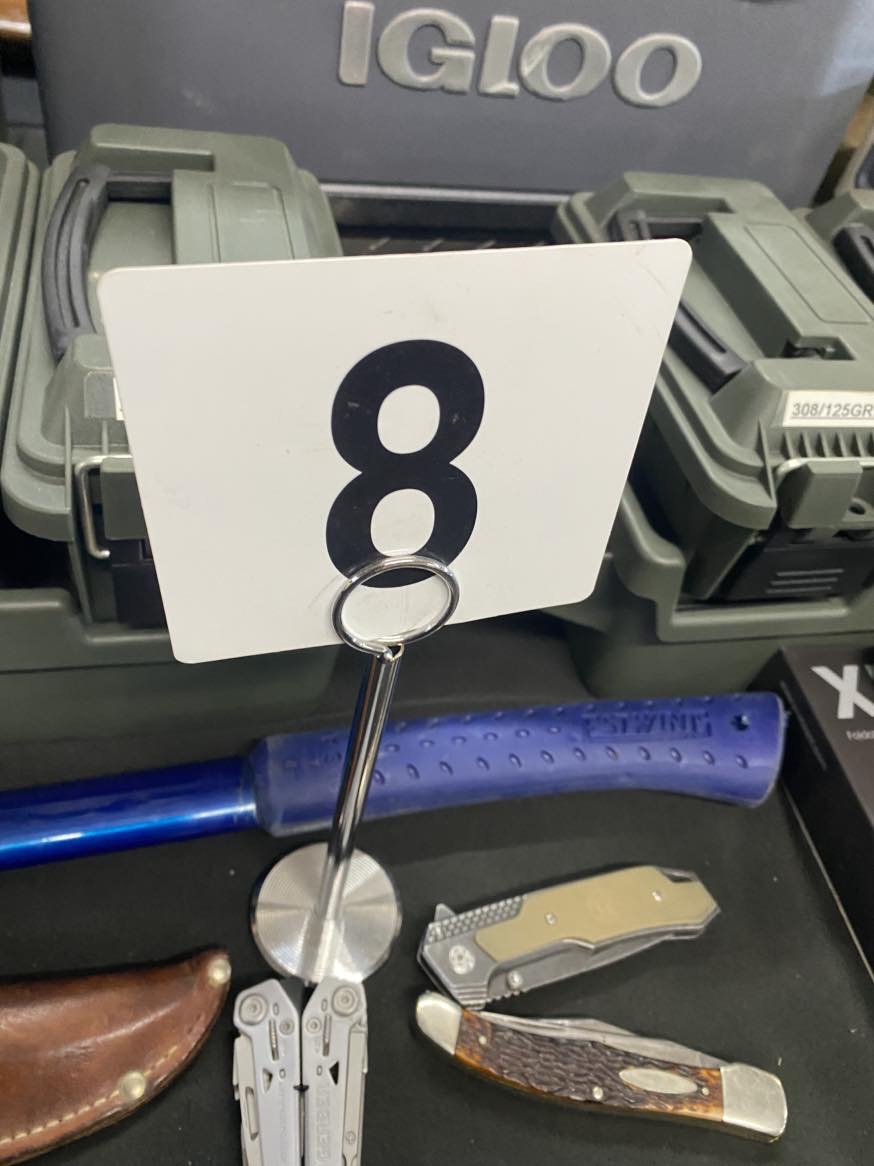 IGLOO
8
308/125GR
ESTWING
X